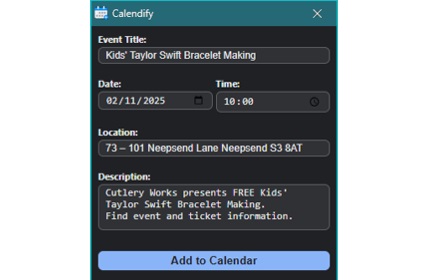 Calendify
Event Title:
Kids' Taylor Swift Bracelet Making
Date:
Time:
02/11/2025
10:00
Location:
73 – 101 Neepsend Lane Neepsend S3 8AT
Description:
Cutlery Works presents FREE Kids'
Taylor Swift Bracelet Making.
Find event and ticket information.
Add to Calendar